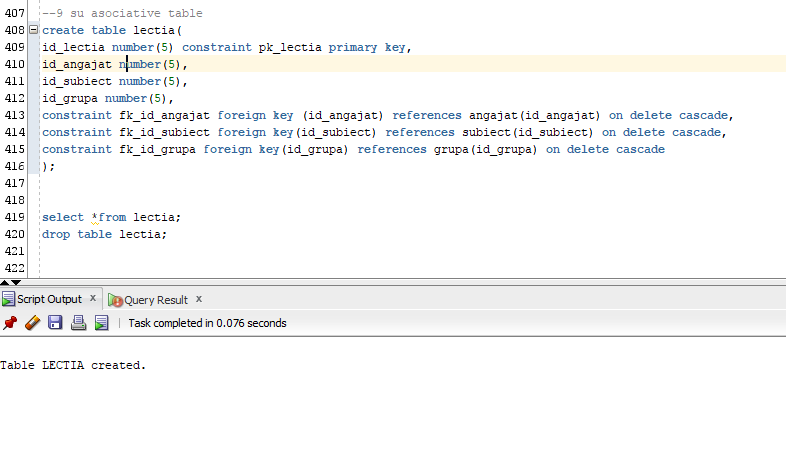 407 --9 su asociative table
408 create table lectia(
409 id_lectia number(5) constraint pk_lectia primary key,
410 id_angajat number(5),
411 id_subiect number(5),
412 id_grupa number(5),
413 constraint fk_id_angajat foreign key (id_angajat) references angajat(id_angajat) on delete cascade,
414 constraint fk_id_subiect foreign key(id_subiect) references subiect(id_subiect) on delete cascade,
415 constraint fk_id_grupa foreign key(id_grupa) references grupa(id_grupa) on delete cascade
416 );
417
418
419 select *from lectia;
420 drop table lectia;
421
422
Script Output x Query Result x
Task completed in 0.076 seconds
Table LECTIA created.